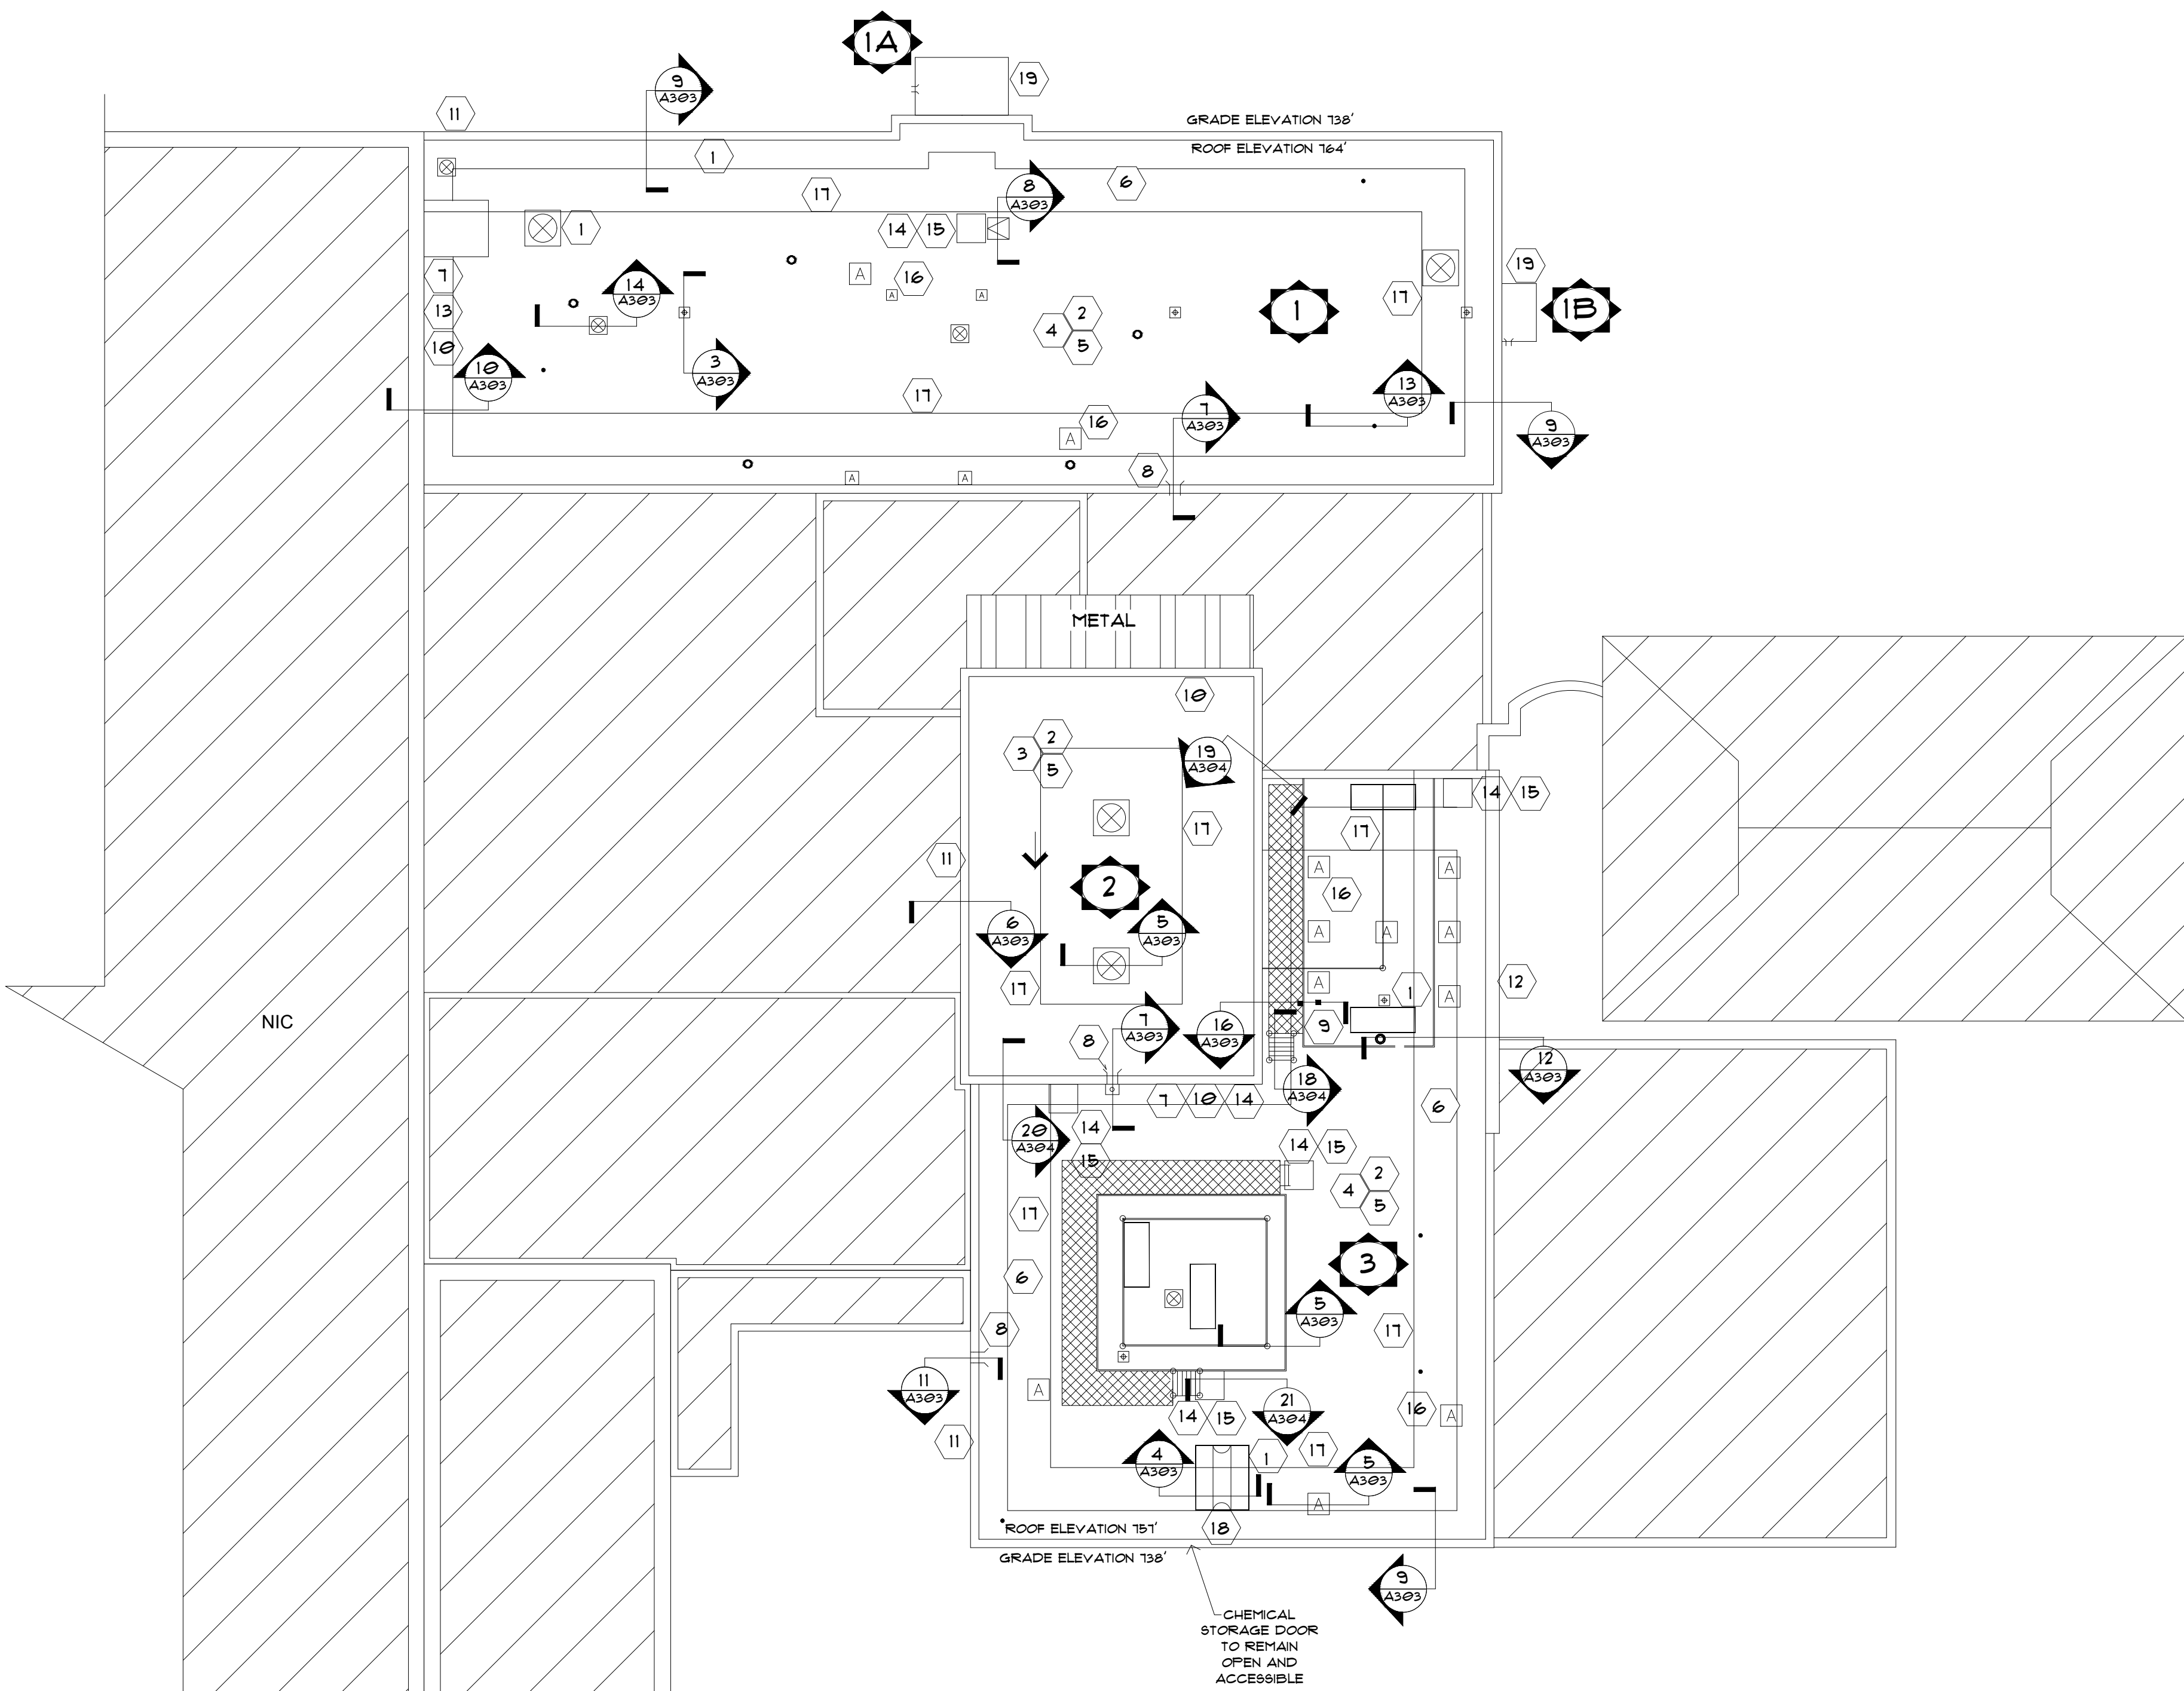 1A
9
A303
19
11
GRADE ELEVATION 738'
ROOF ELEVATION 764'
1
17
8
A303
6
1
14
15
16
A
A
A
7
13
10
14
A303
10
A303
3
A303
2
4
5
1
17
19
1B
13
A303
9
A303
17
16
A
7
A303
8
A
A
METAL
10
2
3
5
19
A304
17
11
2
6
A303
5
A303
17
7
A303
16
A303
8
14
15
17
A
A
16
A
A
A
A
A
1
12
9
12
A303
18
A304
7
10
14
6
20
A304
14
15
14
15
2
4
5
17
6
3
5
A303
17
8
11
A303
A
11
14
15
21
A304
16
A
4
A303
1
17
5
A303
A
18
ROOF ELEVATION 757'
GRADE ELEVATION 738'
9
A303
NIC
CHEMICAL
STORAGE DOOR
TO REMAIN
OPEN AND
ACCESSIBLE